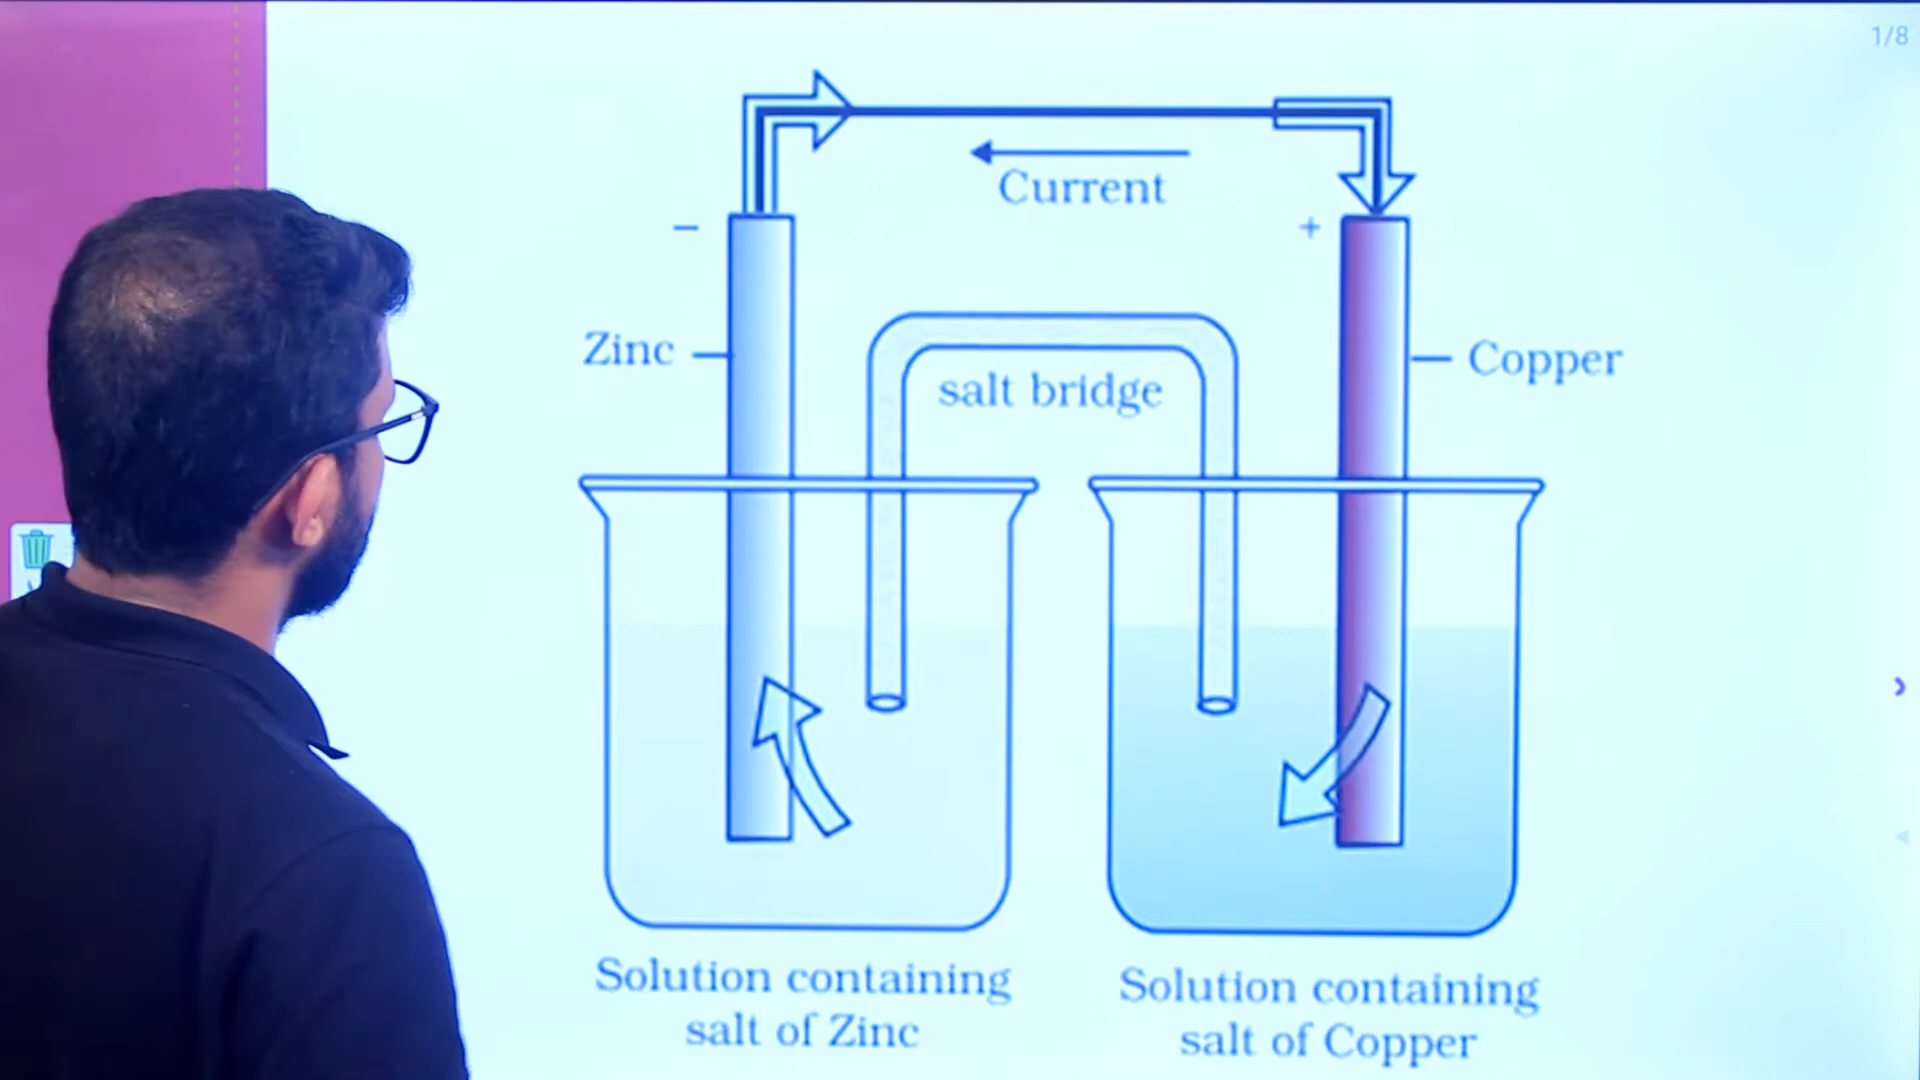 1/8
Current
− +
Zinc
Copper
salt bridge
Solution containing
salt of Zinc
Solution containing
salt of Copper